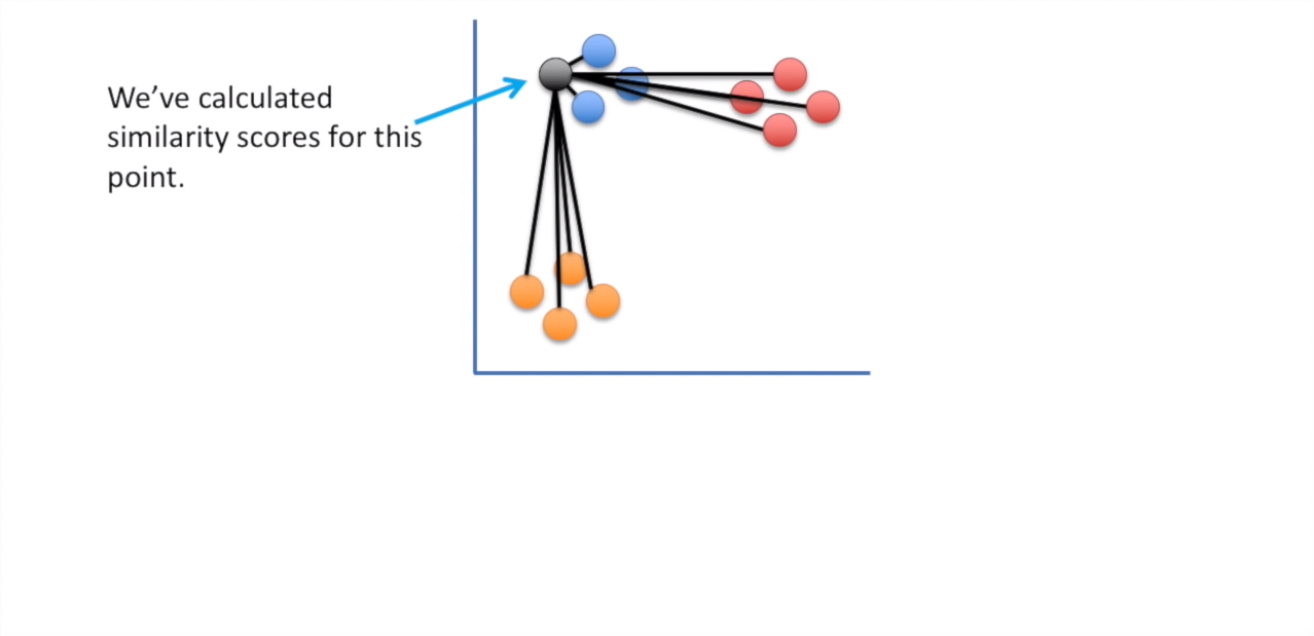 We’ve calculated
similarity scores for this
point.